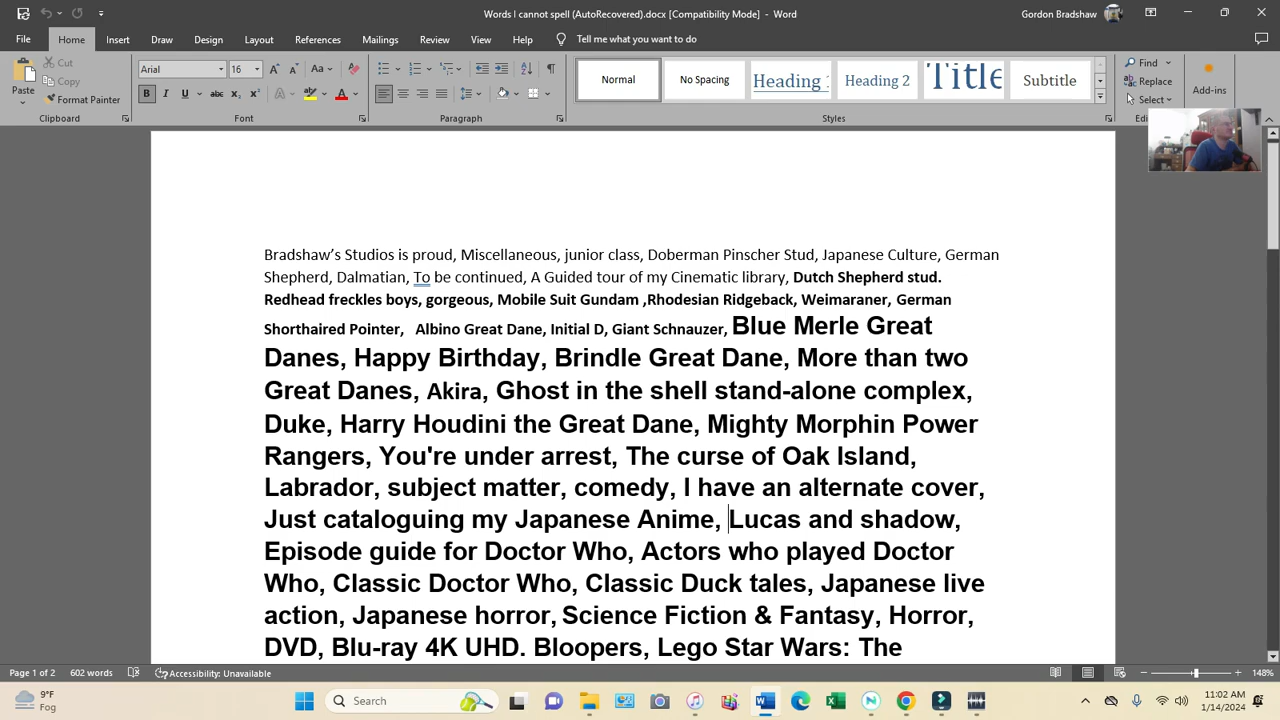 Words I cannot spell (AutoRecovered).docx [Compatibility Mode] - Word
Gordon Bradshaw
File Home Insert Draw Design Layout References Mailings Review View Help Tell me what you want to do
Paste
Cut
Copy
Format Painter
Clipboard
Arial 16
Font
Paragraph
Normal
No Spacing
Heading
Heading 2
Title
Subtitle
Styles
Find
Replace
Select
Add-ins
Bradshaw's Studios is proud, Miscellaneous, junior class, Doberman Pinscher Stud, Japanese Culture, German
Shepherd, Dalmatian, To be continued, A Guided tour of my Cinematic library, Dutch Shepherd stud.
Redhead freckles boys, gorgeous, Mobile Suit Gundam ,Rhodesian Ridgeback, Weimaraner, German
Shorthaired Pointer, Albino Great Dane, Initial D, Giant Schnauzer, Blue Merle Great
Danes, Happy Birthday, Brindle Great Dane, More than two
Great Danes, Akira, Ghost in the shell stand-alone complex,
Duke, Harry Houdini the Great Dane, Mighty Morphin Power
Rangers, You're under arrest, The curse of Oak Island,
Labrador, subject matter, comedy, I have an alternate cover,
Just cataloguing my Japanese Anime, Lucas and shadow,
Episode guide for Doctor Who, Actors who played Doctor
Who, Classic Doctor Who, Classic Duck tales, Japanese live
action, Japanese horror, Science Fiction & Fantasy, Horror,
DVD, Blu-ray 4K UHD. Bloopers, Lego Star Wars: The
Page 1 of 2 602 words Accessibility: Unavailable 148%
9°F
Fog
Search
11:02 AM
1/14/2024